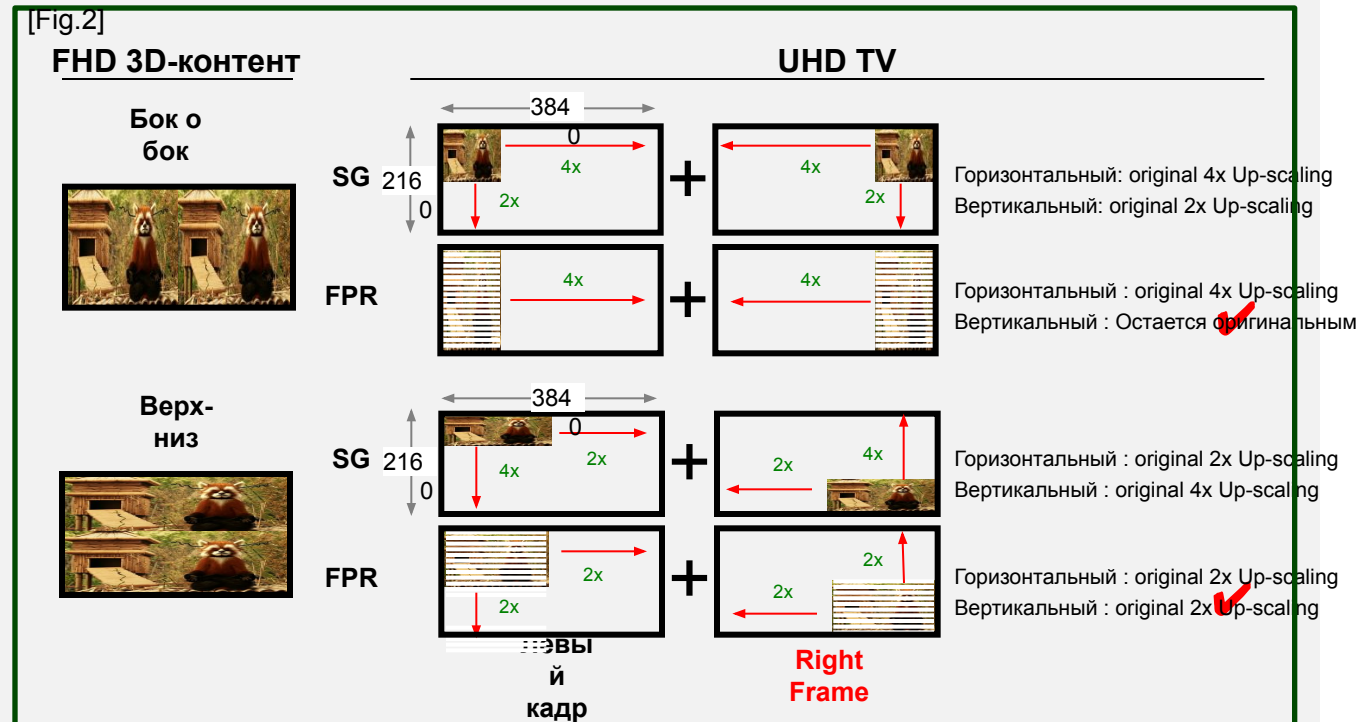 [Fig.2]
FHD 3D-контент
UHD TV
Бок о
бок
SG
384
0
216
0
4x
2x
4x
2x
Горизонтальный: original 4x Up-scaling
Вертикальный: original 2x Up-scaling
FPR
4x
4x
Горизонтальный : original 4x Up-scaling
Вертикальный : Остается оригинальным
Верх-
низ
SG
384
0
216
0
4x
2x
2x
4x
Горизонтальный : original 2x Up-scaling
Вертикальный : original 4x Up-scaling
FPR
2x
2x
2x
2x
Горизонтальный : original 2x Up-scaling
Вертикальный : original 2x Up-scaling
й
кадр
Right
Frame